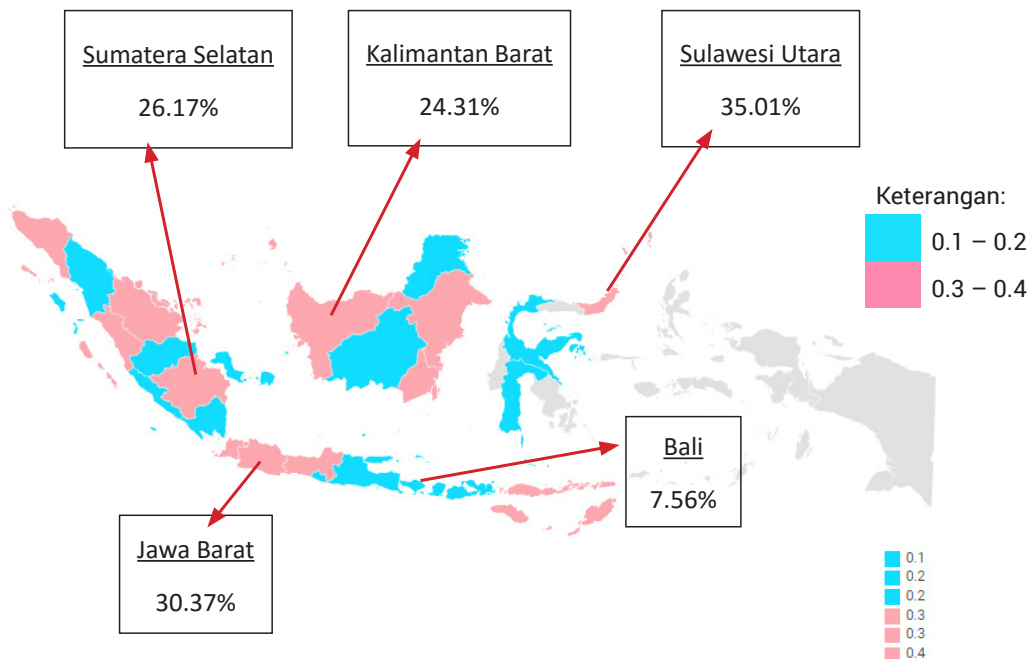 Sumatera Selatan
26.17%
Kalimantan Barat
24.31%
Sulawesi Utara
35.01%
Keterangan:
0.1 – 0.2
0.3 – 0.4
Bali
7.56%
Jawa Barat
30.37%
0.1
0.2
0.2
0.3
0.3
0.4